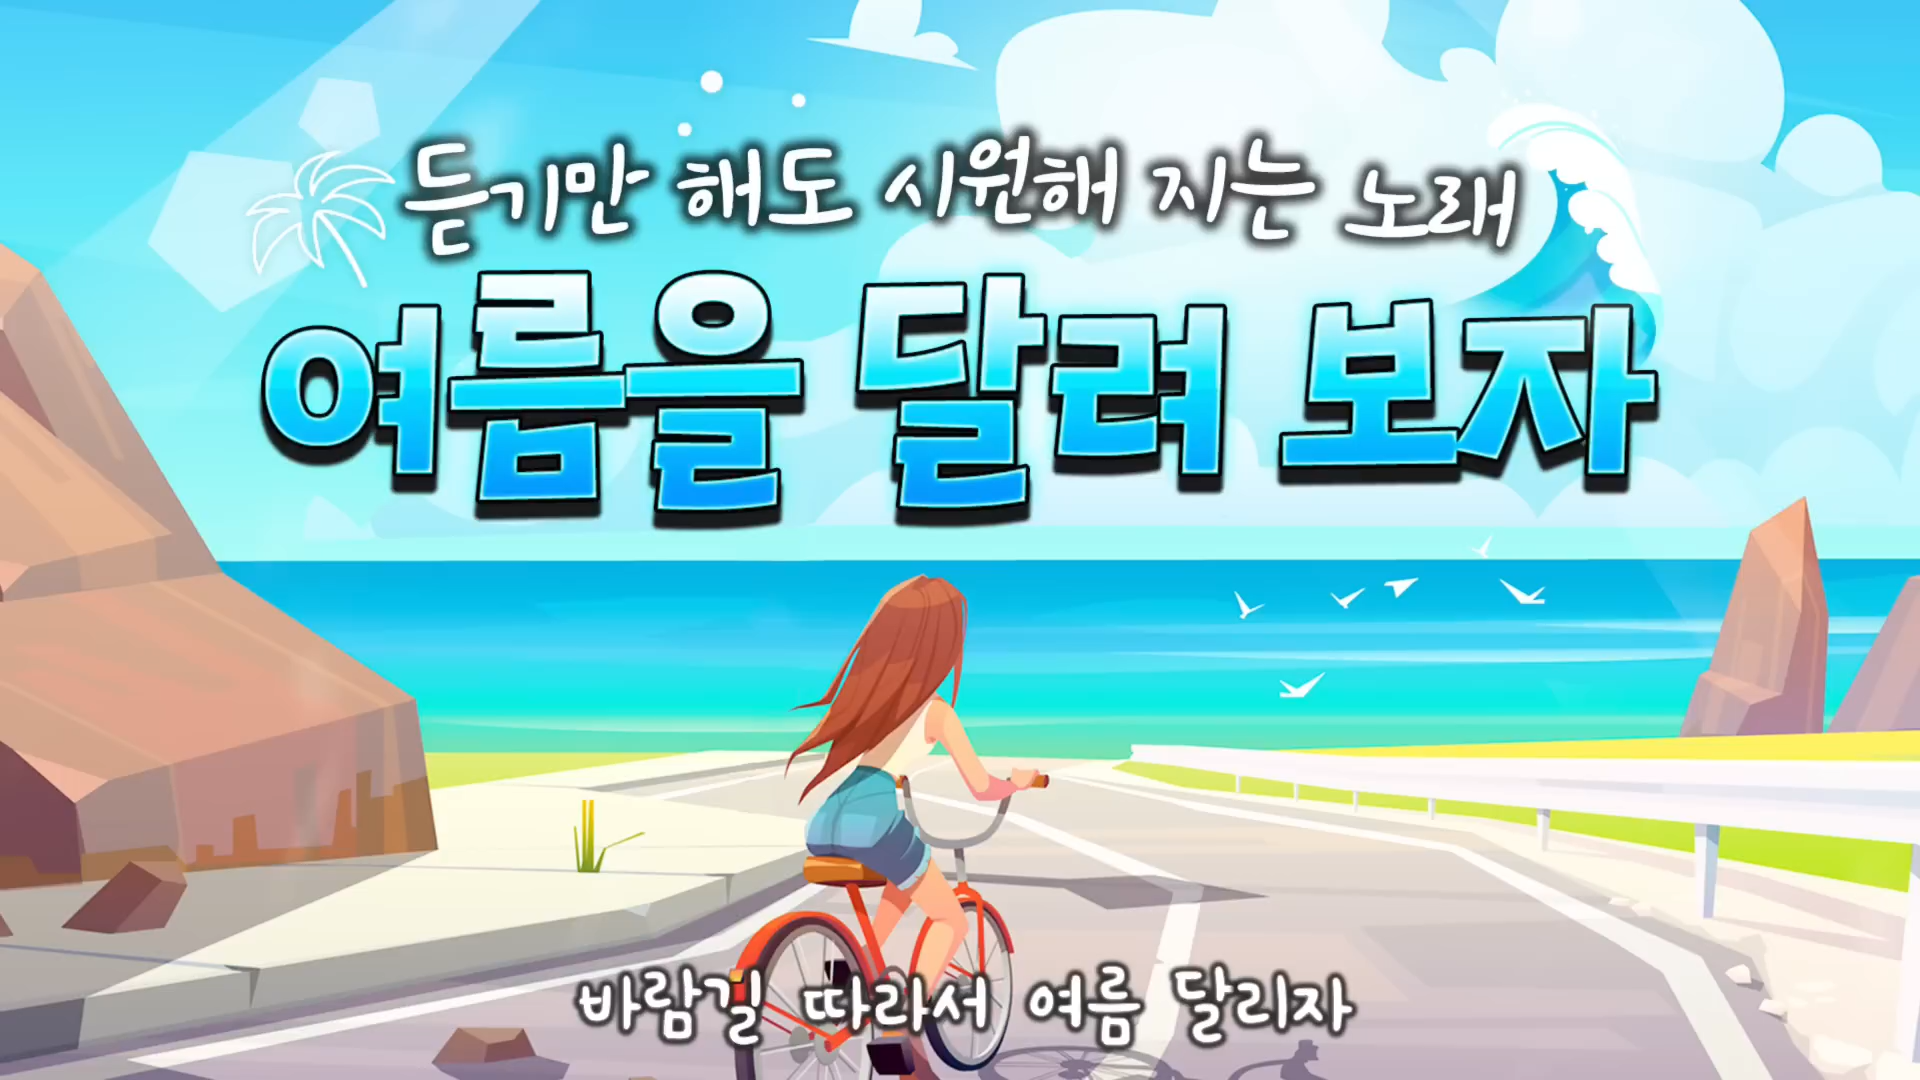 듣기만 해도 시원해 지는 노래
여름을 달려 보자
바람길 따라서 여름 달리자